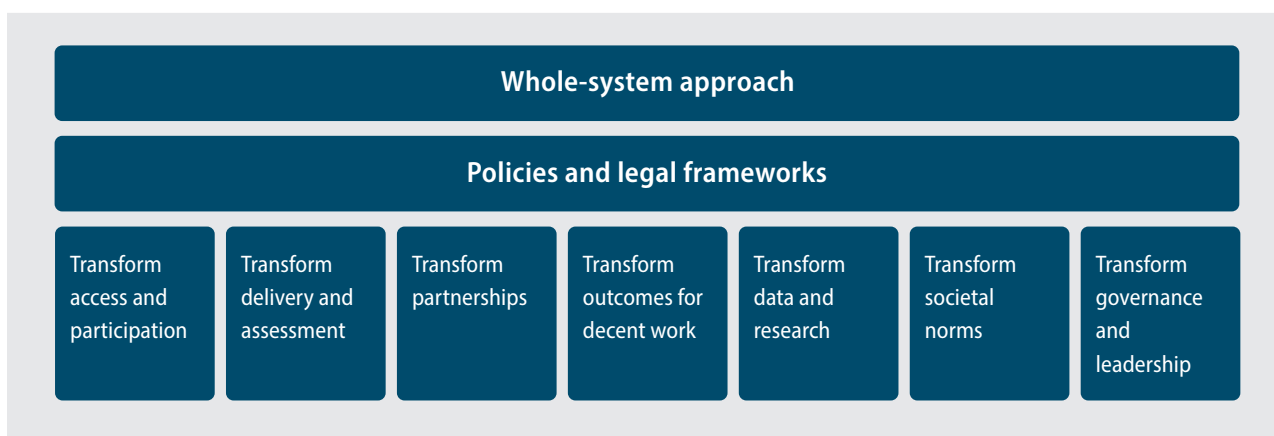 Whole-system approach
Policies and legal frameworks
Transform
access and
participation
Transform
delivery and
assessment
Transform
partnerships
Transform
outcomes for
decent work
Transform
data and
research
Transform
societal
norms
Transform
governance
and
leadership